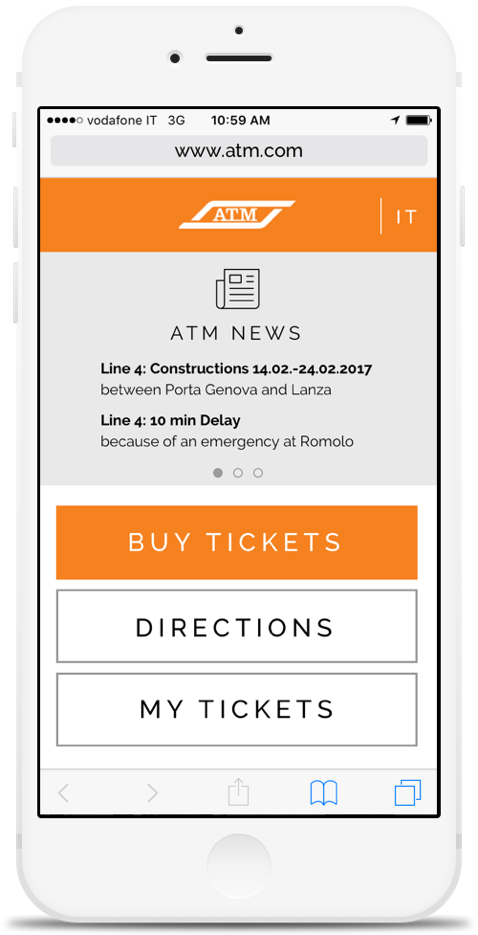 vodafone IT 3G 10:59 AM
www.atm.com
ATM
IT
ATM NEWS
Line 4: Constructions 14.02.-24.02.2017
between Porta Genova and Lanza
Line 4: 10 min Delay
because of an emergency at Romolo
BUY TICKETS
DIRECTIONS
MY TICKETS